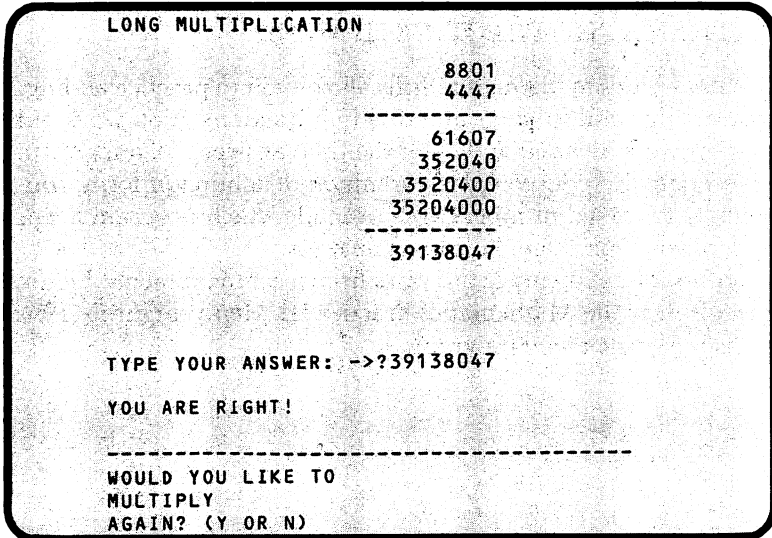 LONG MULTIPLICATION
8801
4447
----------
61607
352040
3520400
35204000
----------
39138047
TYPE YOUR ANSWER: ->?39138047
YOU ARE RIGHT!
----------------------------------------
WOULD YOU LIKE TO
MULTIPLY
AGAIN? (Y OR N)